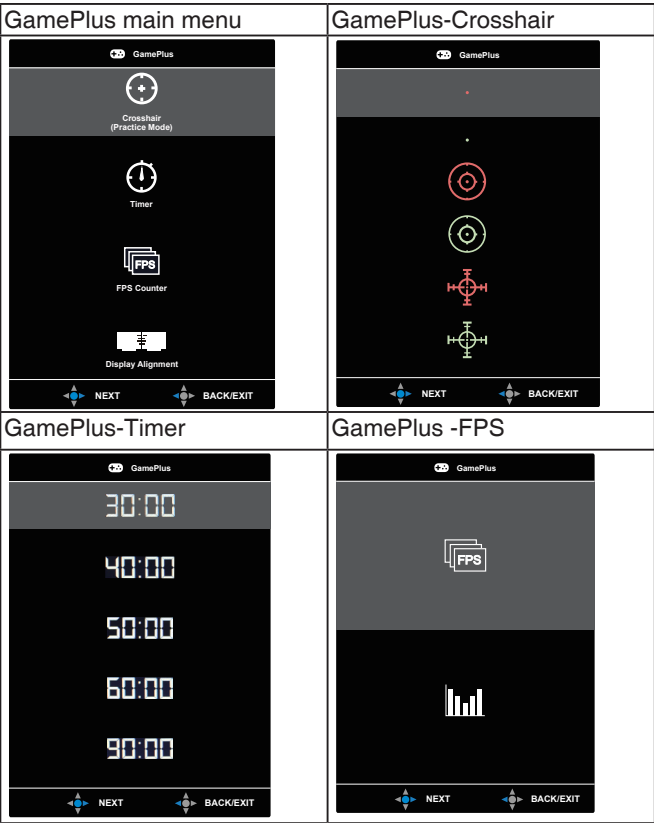 GamePlus main menu
GamePlus
Crosshair
(Practice Mode)
Timer
FPS
FPS Counter
Display Alignment
NEXT BACK/EXIT
GamePlus-Crosshair
GamePlus
NEXT BACK/EXIT
GamePlus-Timer
GamePlus
30:00
40:00
50:00
60:00
90:00
NEXT BACK/EXIT
GamePlus -FPS
GamePlus
FPS
NEXT BACK/EXIT